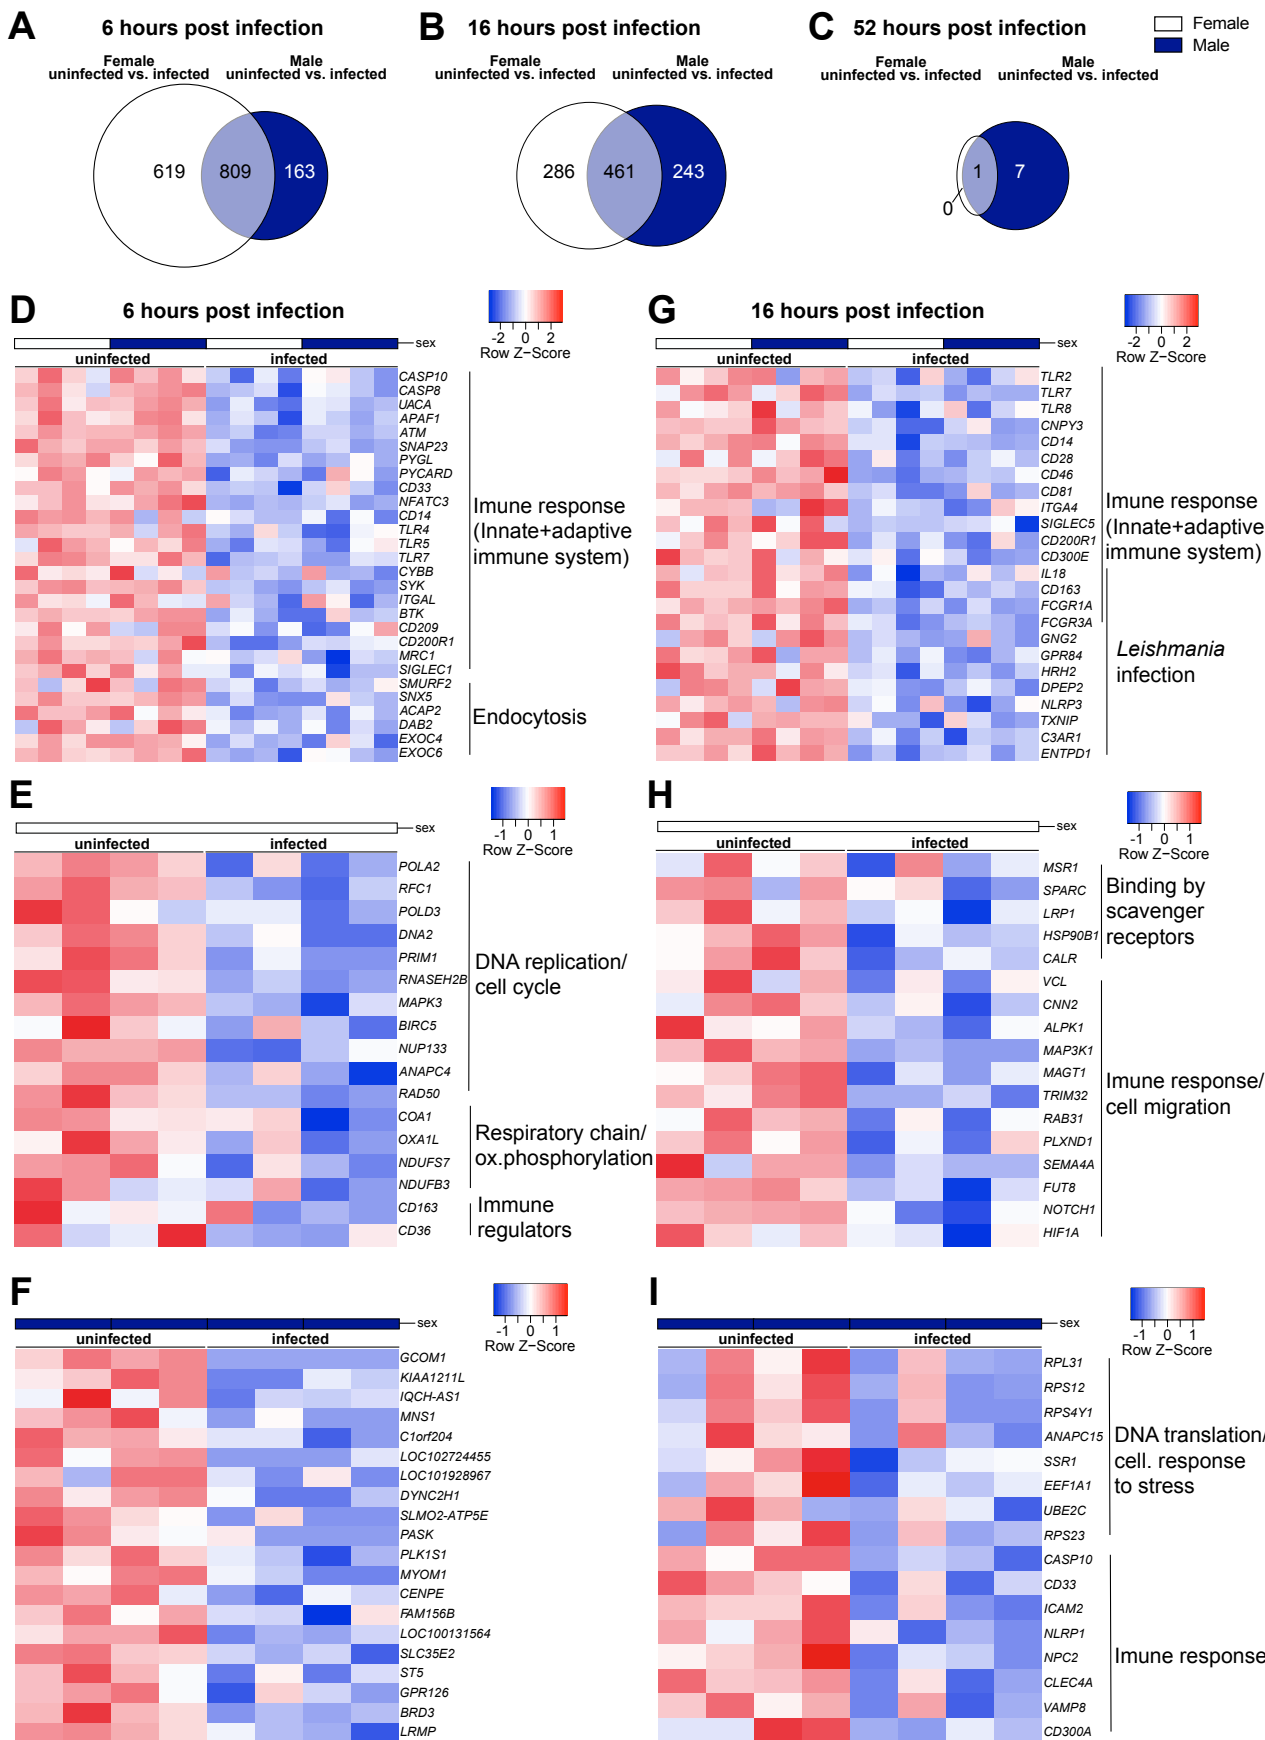 A
6 hours post infection
Female
uninfected vs. infected
Male
uninfected vs. infected
619
809
163
B
16 hours post infection
Female
uninfected vs. infected
Male
uninfected vs. infected
286
461
243
C
52 hours post infection
Female
uninfected vs. infected
Male
uninfected vs. infected
0
1
7
Female
Male
D
6 hours post infection
-2 0 2
Row Z−Score
sex
uninfected
infected
CASP10
CASP8
UACA
APAF1
ATM
SNAP23
PYGL
PYCARD
CD33
NFATC3
CD14
TLR4
TLR5
TLR7
CYBB
SYK
ITGAL
BTK
CD209
CD200R1
MRC1
SIGLEC1
SMURF2
SNX5
ACAP2
DAB2
EXOC4
EXOC6
Imune response
(Innate+adaptive
immune system)
Endocytosis
G
16 hours post infection
-2 0 2
Row Z−Score
sex
uninfected
infected
TLR2
TLR7
TLR8
CNPY3
CD14
CD28
CD46
CD81
ITGA4
SIGLEC5
CD200R1
CD300E
IL18
CD163
FCGR1A
FCGR3A
GNG2
GPR84
HRH2
DPEP2
NLRP3
TXNIP
C3AR1
ENTPD1
Imune response
(Innate+adaptive
immune system)
Leishmania
infection
E
-1 0 1
Row Z−Score
sex
uninfected
infected
POLA2
RFC1
POLD3
DNA2
PRIM1
RNASEH2B
MAPK3
BIRC5
NUP133
ANAPC4
RAD50
COA1
OXA1L
NDUFS7
NDUFB3
CD163
CD36
DNA replication/
cell cycle
Respiratory chain/
ox.phosphorylation
Immune
regulators
H
-1 0 1
Row Z−Score
sex
uninfected
infected
MSR1
SPARC
LRP1
HSP90B1
CALR
VCL
CNN2
ALPK1
MAP3K1
MAGT1
TRIM32
RAB31
PLXND1
SEMA4A
FUT8
NOTCH1
HIF1A
Binding by
scavenger
receptors
Imune response/
cell migration
F
-1 0 1
Row Z−Score
sex
uninfected
infected
GCOM1
KIAA1211L
IQCH-AS1
MNS1
C1orf204
LOC102724455
LOC101928967
DYNC2H1
SLMO2-ATP5E
PASK
PLK1S1
MYOM1
CENPE
FAM156B
LOC100131564
SLC35E2
ST5
GPR126
BRD3
LRMP
I
-1 0 1
Row Z−Score
sex
uninfected
infected
RPL31
RPS12
RPS4Y1
ANAPC15
SSR1
EEF1A1
UBE2C
RPS23
CASP10
CD33
ICAM2
NLRP1
NPC2
CLEC4A
VAMP8
CD300A
DNA translation/
cell. response
to stress
Imune response